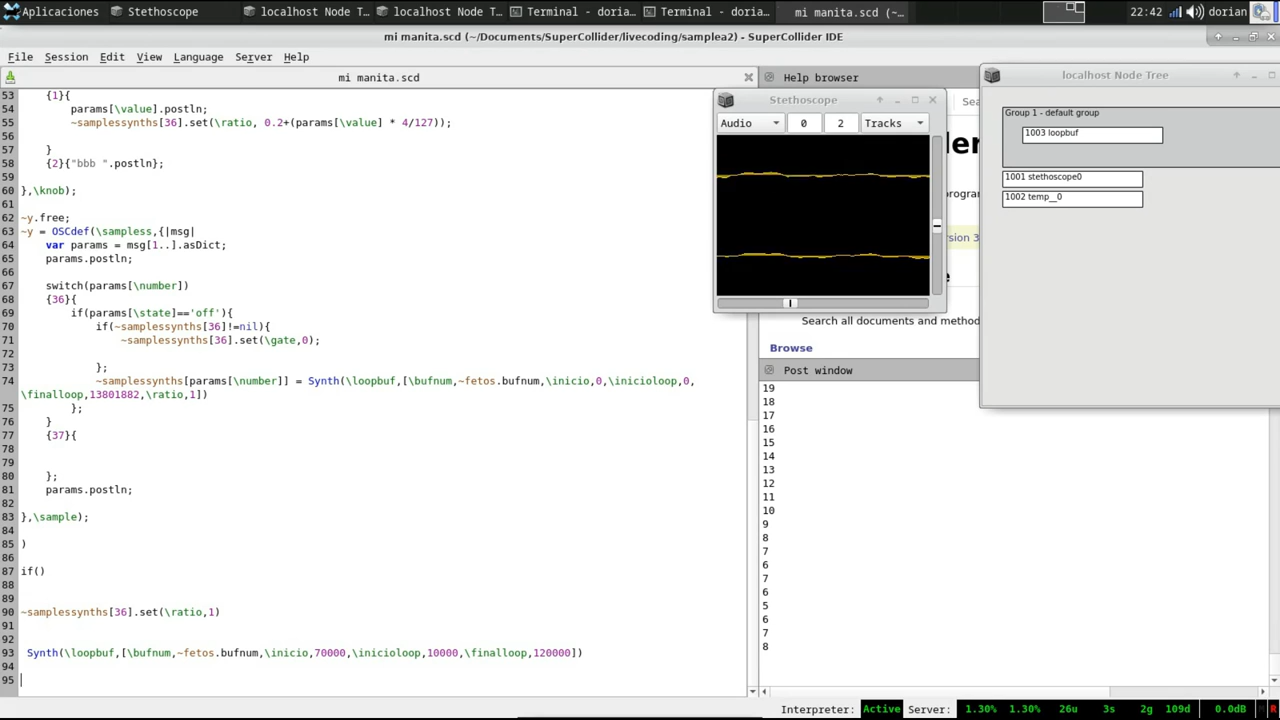 Aplicaciones
Stethoscope
localhost Node T...
localhost Node T...
Terminal - doria...
Terminal - doria...
mi manita.scd (~...
22:42
dorian
mi manita.scd (~/Documents/SuperCollider/livecoding/samplea2) - SuperCollider IDE
File Session Edit View Language Server Help
mi manita.scd
53 {1}{
54 params[\value].postln;
55 ~samplessynths[36].set(\ratio, 0.2+(params[\value] * 4/127));
56
57 }
58 {2}{"bbb ".postln};
59
60 },\knob);
61
62 ~y.free;
63 ~y = OSCdef(\sampless,{|msg|
64 var params = msg[1..].asDict;
65 params.postln;
66
67 switch(params[\number])
68 {36}{
69 if(params[\state]=='off'){
70 if(~samplessynths[36]!=nil){
71 ~samplessynths[36].set(\gate,0);
72
73 };
74 ~samplessynths[params[\number]] = Synth(\loopbuf,[\bufnum,~fetos.bufnum,\inicio,0,\inicioloop,0,
\finalloop,13801882,\ratio,1])
75 };
76 }
77 {37}{
78
79
80 };
81 params.postln;
82
83 },\sample);
84
85 )
86
87 if()
88
89
90 ~samplessynths[36].set(\ratio,1)
91
92
93 Synth(\loopbuf,[\bufnum,~fetos.bufnum,\inicio,70000,\inicioloop,10000,\finalloop,120000])
94
95
Help browser
Stethoscope
Audio 0 2 Tracks
localhost Node Tree
Group 1 - default group
1003 loopbuf
1001 stethoscope0
1002 temp__0
Sea
der
progran
sion 3
e
Search all documents and method
Browse
Post window
19
18
17
16
15
14
13
12
11
10
9
8
7
6
7
6
5
6
7
8
Interpreter: Active Server: 1.30% 1.30% 26u 3s 2g 109d 0.0dB M R